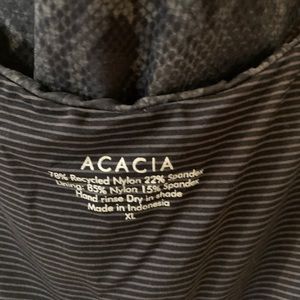 ACACIA
78% Recycled Nylon 22% Spandex
Lining: 85% Nylon 15% Spandex
Hand rinse Dry in shade
Made in Indonesia
XL